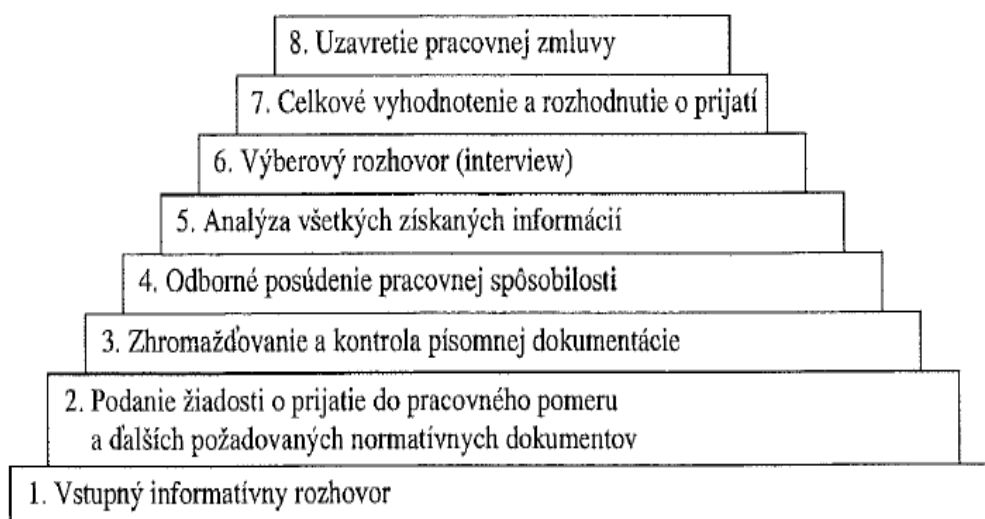 8. Uzavretie pracovnej zmluvy
7. Celkové vyhodnotenie a rozhodnutie o prijatí
6. Výberový rozhovor (interview)
5. Analýza všetkých získaných informácií
4. Odborné posúdenie pracovnej spôsobilosti
3. Zhromažďovanie a kontrola písomnej dokumentácie
2. Podanie žiadosti o prijatie do pracovného pomeru
a ďalších požadovaných normatívnych dokumentov
1. Vstupný informatívny rozhovor